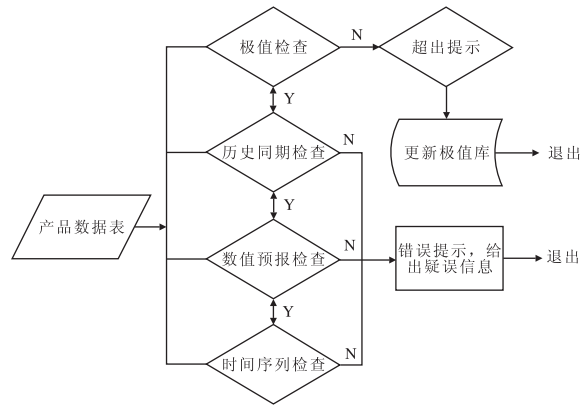 极值检查
N
超出提示
Y
历史同期检查
N
更新极值库
退出
Y
产品数据表
数值预报检查
N
错误提示，给
出疑误信息
退出
Y
时间序列检查
N